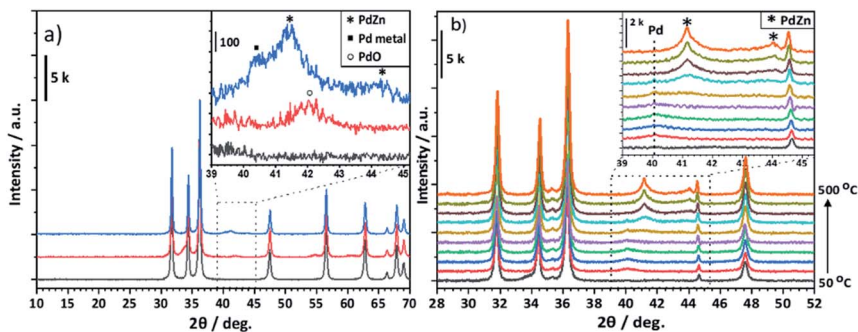 a)
5 k
Intensity / a.u.
10 15 20 25 30 35 40 45 50 55 60 65 70
2θ / deg.
100
* PdZn
■ Pd metal
○ PdO
*
■
*
○
39 40 41 42 43 44 45
b)
5 k
Intensity / a.u.
28 30 32 34 36 38 40 42 44 46 48 50 52
2θ / deg.
2 k
Pd
* PdZn
*
*
39 40 41 42 43 44 45
500 °C
50 °C